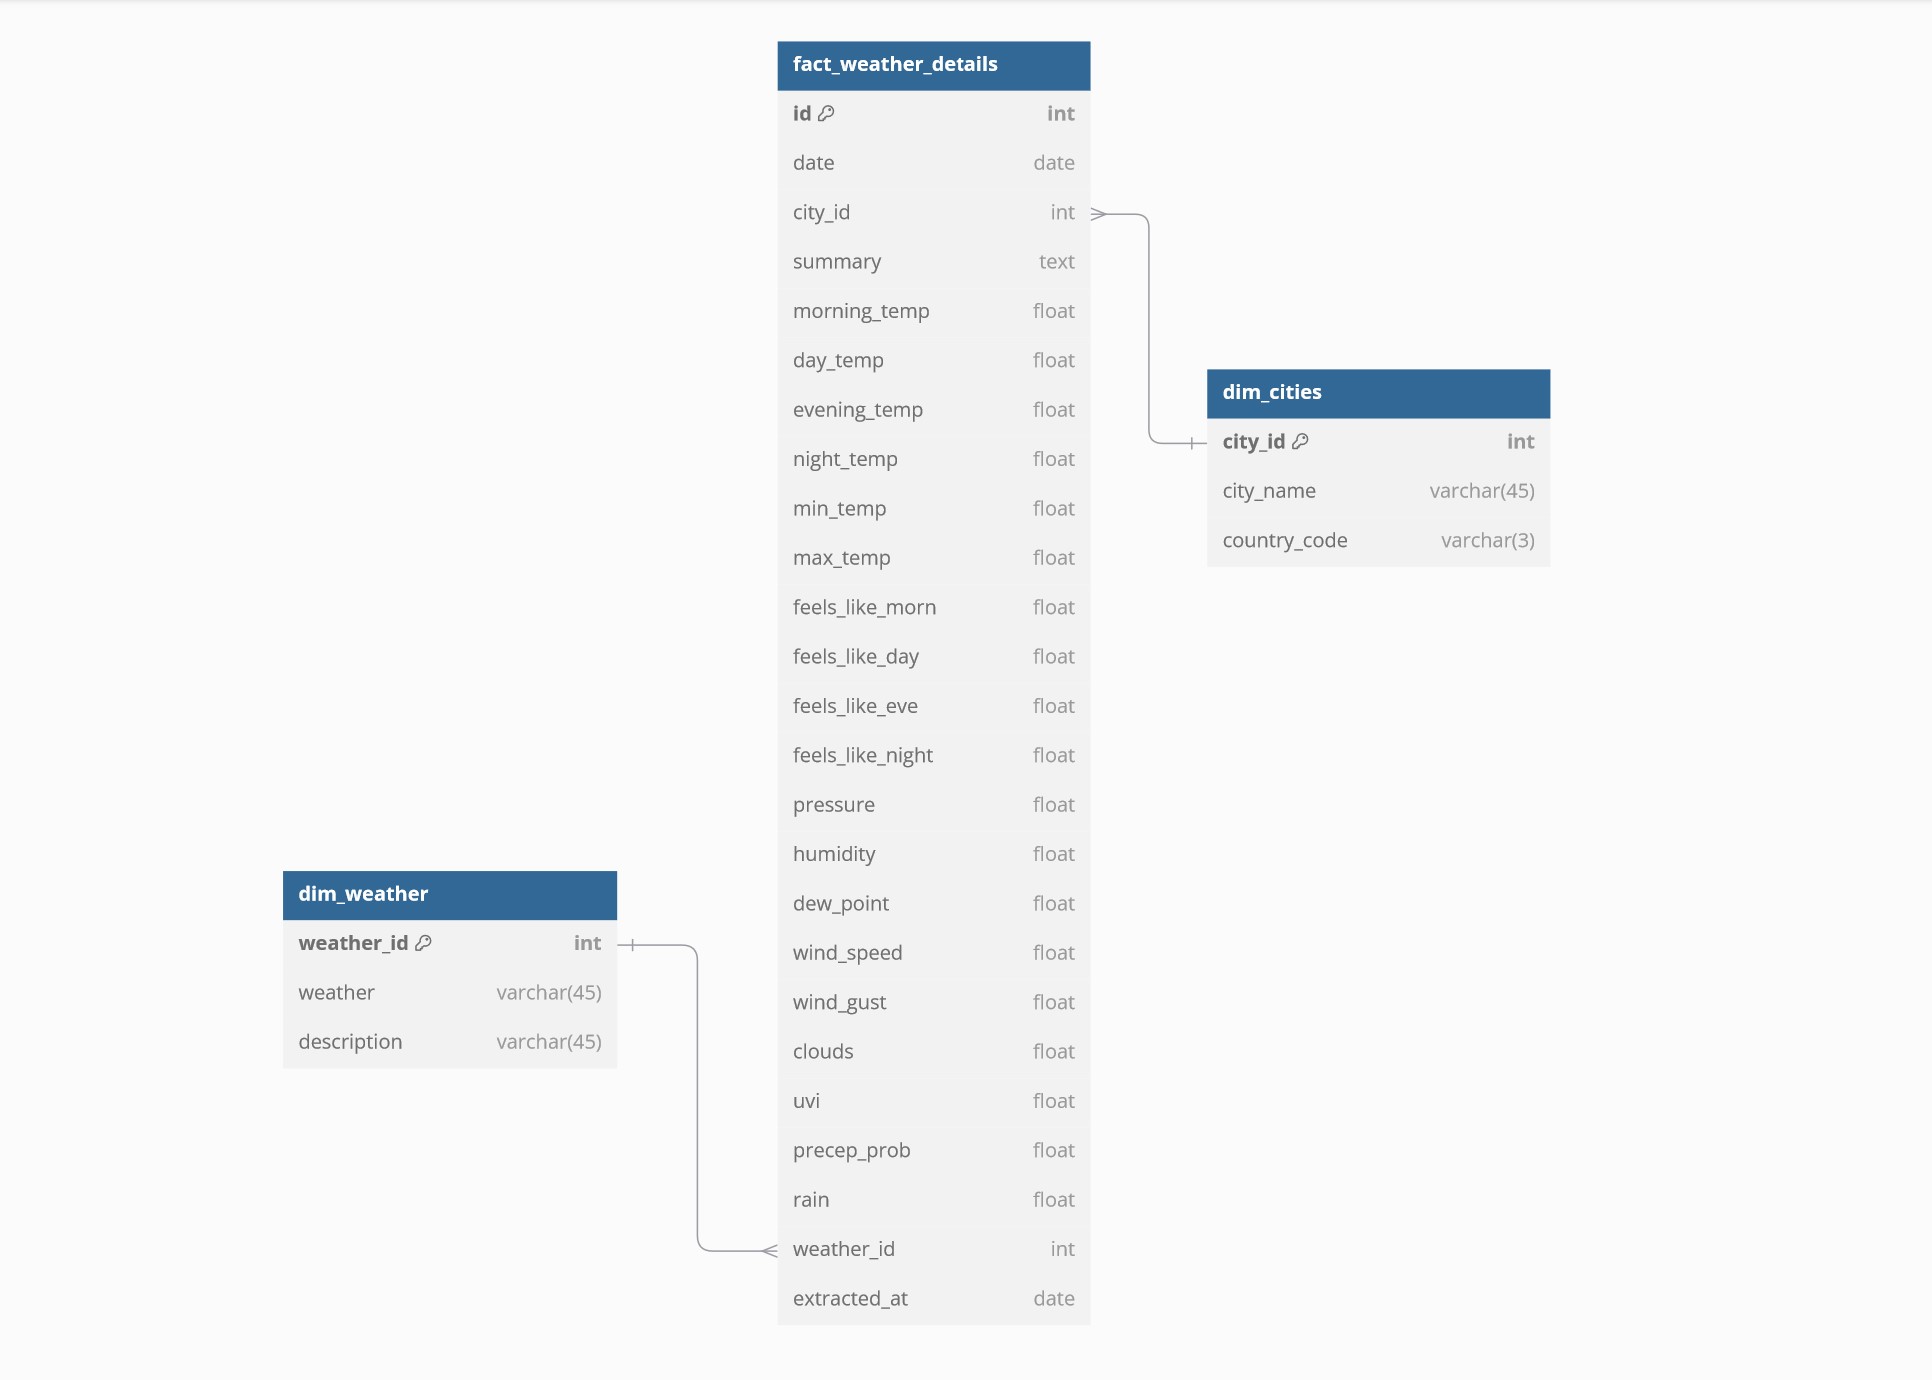 fact_weather_details
id int
date date
city_id int
summary text
morning_temp float
day_temp float
evening_temp float
night_temp float
min_temp float
max_temp float
feels_like_morn float
feels_like_day float
feels_like_eve float
feels_like_night float
pressure float
humidity float
dew_point float
wind_speed float
wind_gust float
clouds float
uvi float
precep_prob float
rain float
weather_id int
extracted_at date
dim_cities
city_id int
city_name varchar(45)
country_code varchar(3)
dim_weather
weather_id int
weather varchar(45)
description varchar(45)